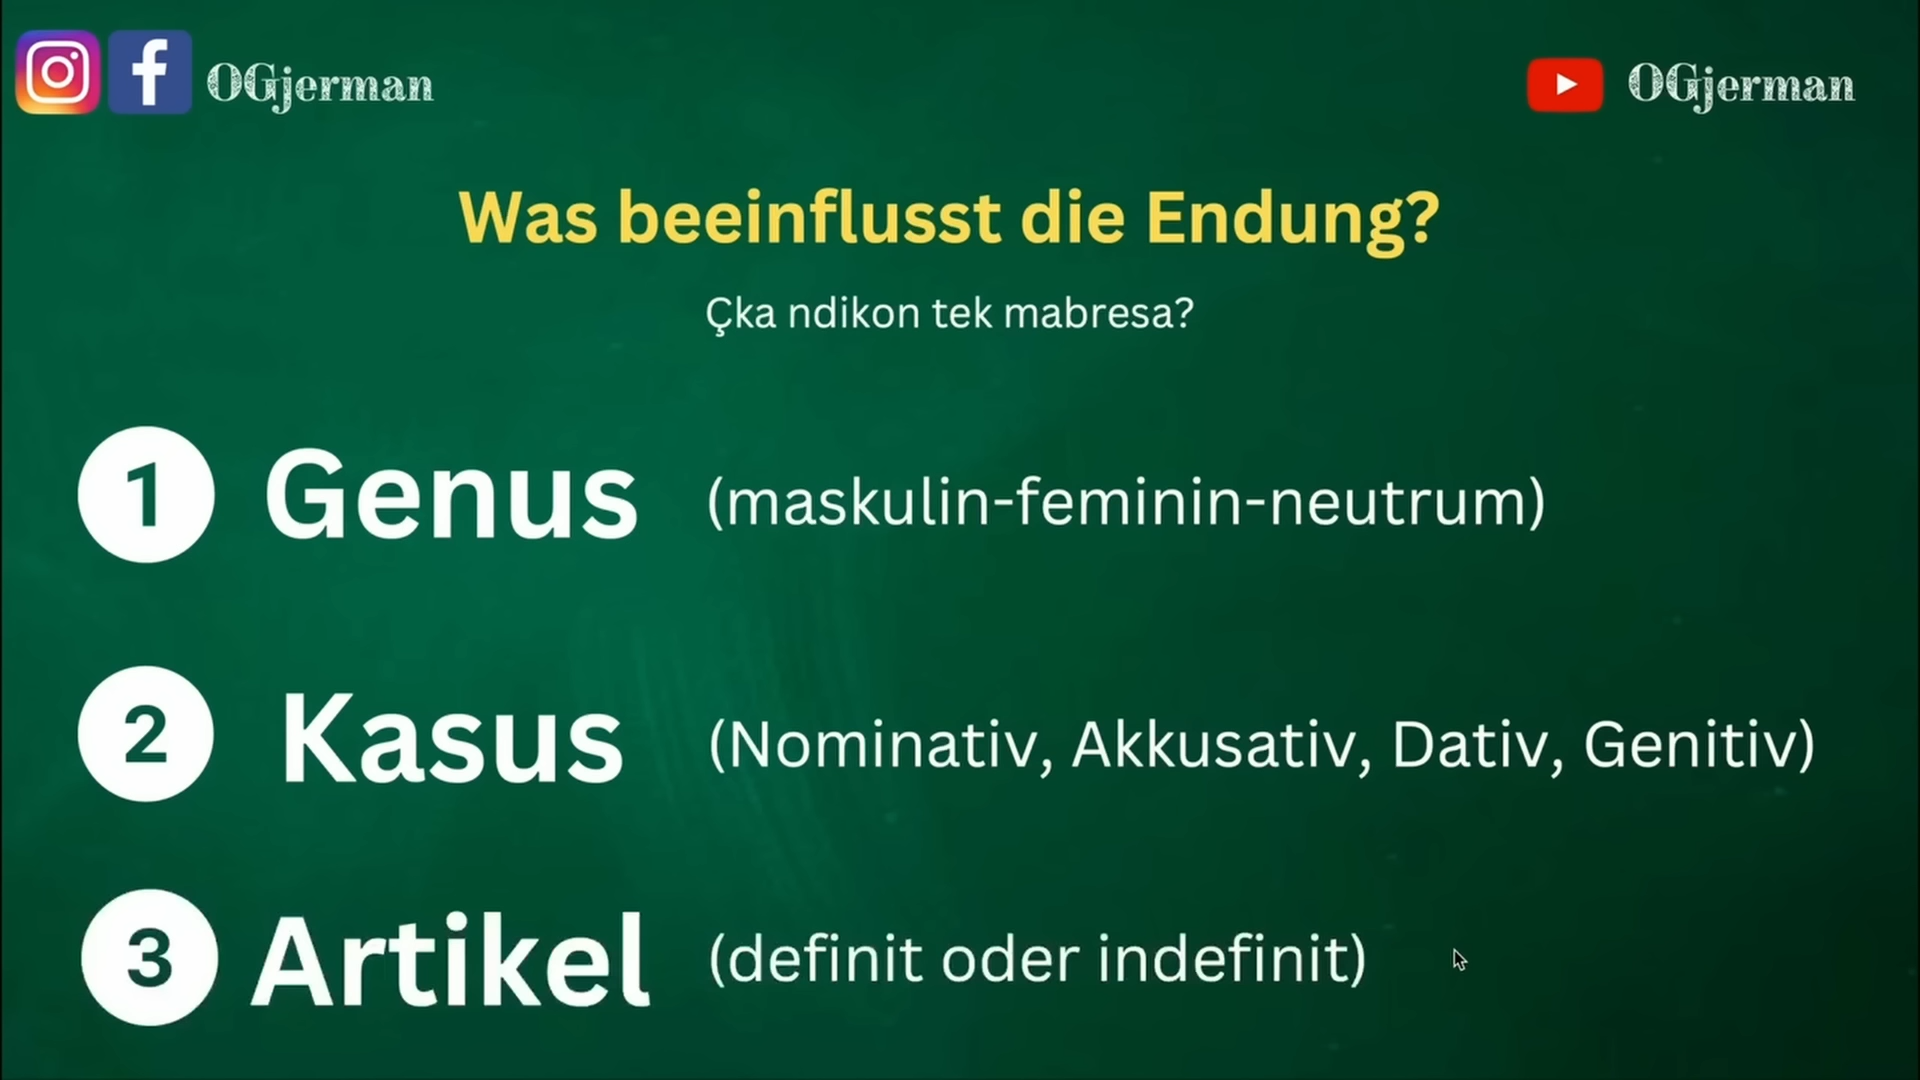 OGjerman
OGjerman
Was beeinflusst die Endung?
Çka ndikon tek mabresa?
1 Genus (maskulin-feminin-neutrum)
2 Kasus (Nominativ, Akkusativ, Dativ, Genitiv)
3 Artikel (definit oder indefinit)